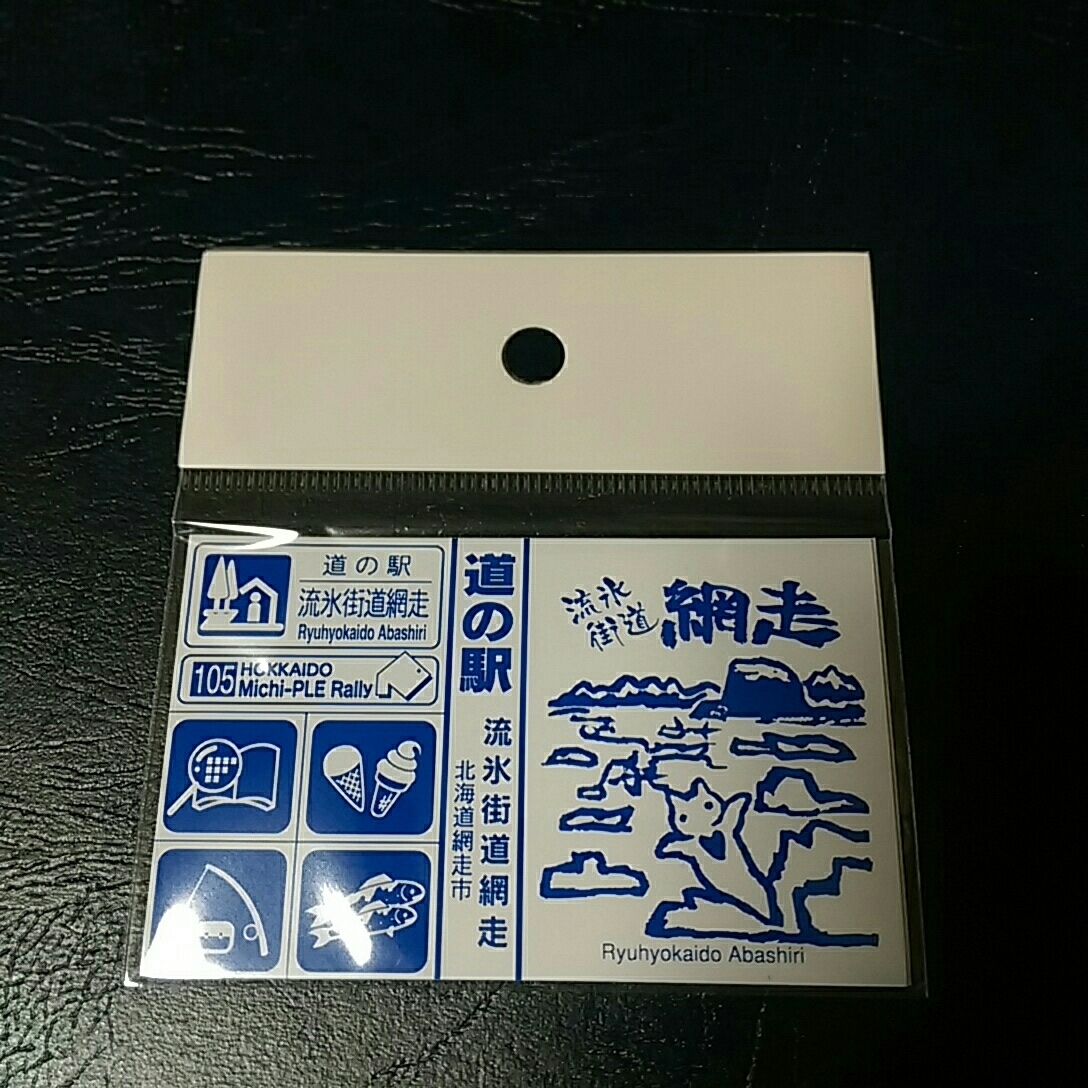 道の駅
流氷街道網走
Ryuhyokaido Abashiri
105 HOKKAIDO
Michi-PLE Rally
道の駅
流氷街道網走
北海道網走市
流氷
街道
網走
Ryuhyokaido Abashiri